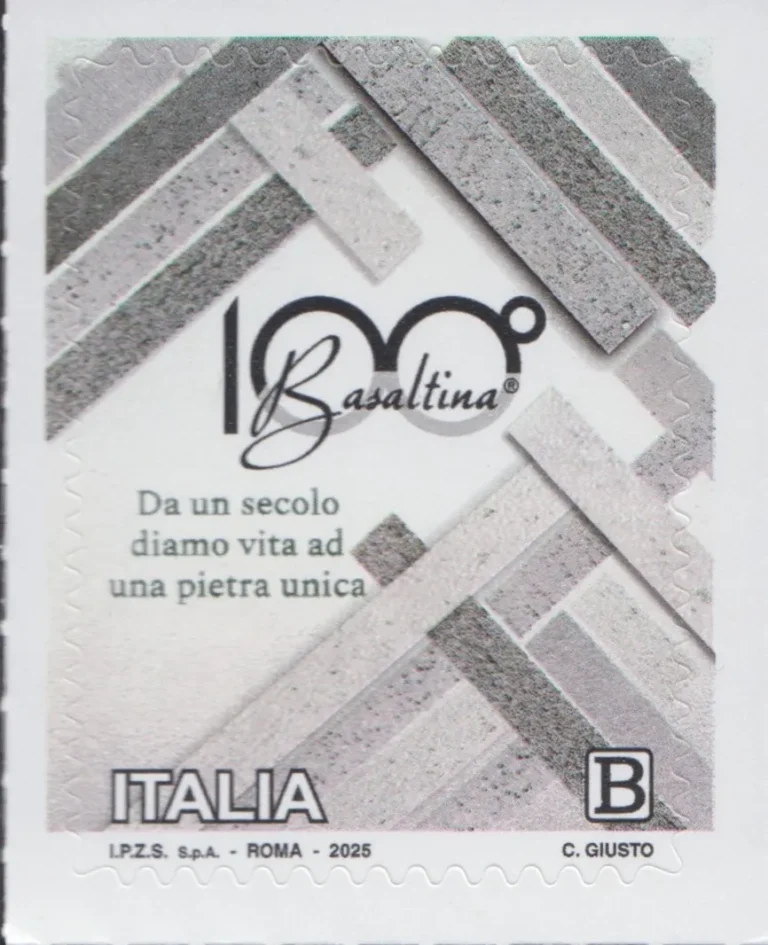 100°
Basaltina®
Da un secolo
diamo vita ad
una pietra unica
ITALIA
B
I.P.Z.S. S.p.A. - ROMA - 2025
C. GIUSTO